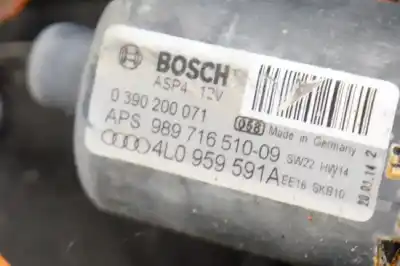 BOSCH
ASP4 12V
0 390 200 071
058 Made in Germany
APS 989 716 510-09 SW22 HW14
4L0 959 591A EE16 SKB10
20.01.14 2